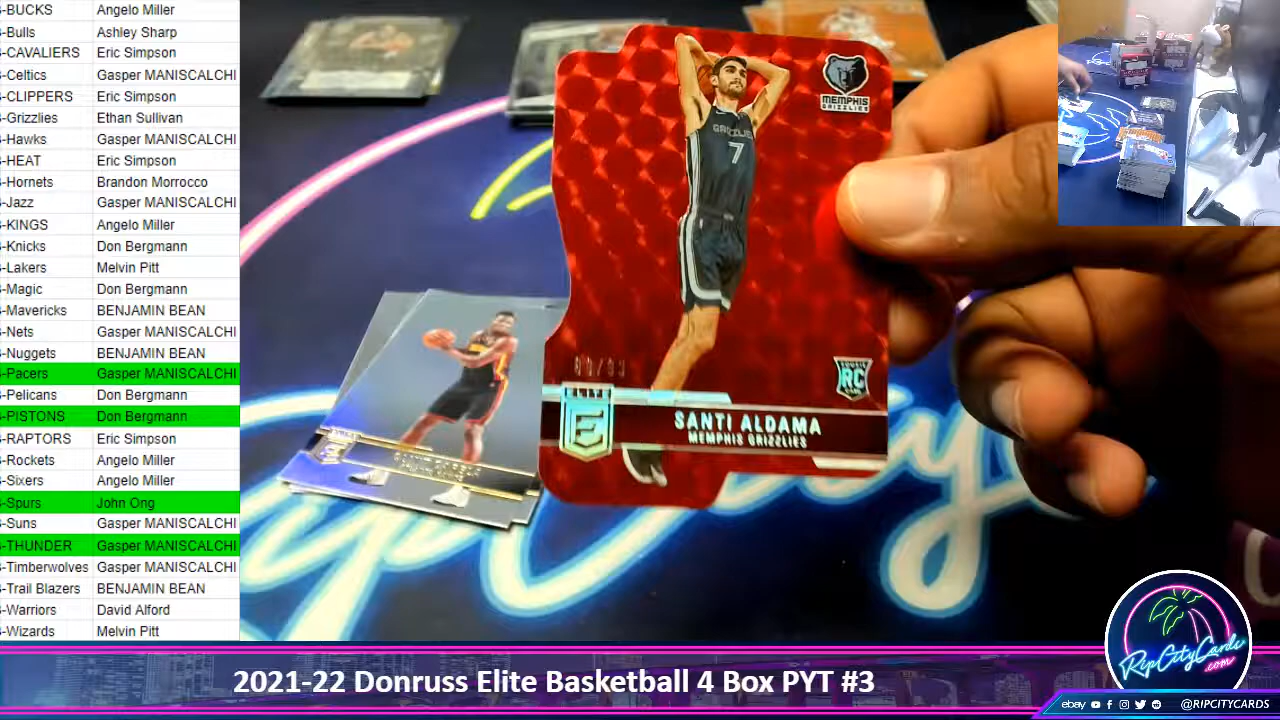 -BUCKS Angelo Miller
-Bulls Ashley Sharp
-CAVALIERS Eric Simpson
-Celtics Gasper MANISCALCHI
-CLIPPERS Eric Simpson
-Grizzlies Ethan Sullivan
-Hawks Gasper MANISCALCHI
-HEAT Eric Simpson
-Hornets Brandon Morrocco
-Jazz Gasper MANISCALCHI
-KINGS Angelo Miller
-Knicks Don Bergmann
-Lakers Melvin Pitt
-Magic Don Bergmann
-Mavericks BENJAMIN BEAN
-Nets Gasper MANISCALCHI
-Nuggets BENJAMIN BEAN
-Pacers Gasper MANISCALCHI
-Pelicans Don Bergmann
-PISTONS Don Bergmann
-RAPTORS Eric Simpson
-Rockets Angelo Miller
-Sixers Angelo Miller
-Spurs John Ong
-Suns Gasper MANISCALCHI
-THUNDER Gasper MANISCALCHI
-Timberwolves Gasper MANISCALCHI
-Trail Blazers BENJAMIN BEAN
-Warriors David Alford
-Wizards Melvin Pitt
MEMPHIS
GRIZZLIES
GRIZZLIES
7
RC
ELITE
E
SANTI ALDAMA
MEMPHIS GRIZZLIES
RipCity
RipCityCards
.com
2021-22 Donruss Elite Basketball 4 Box PYT #3
ebay @RIPCITYCARDS